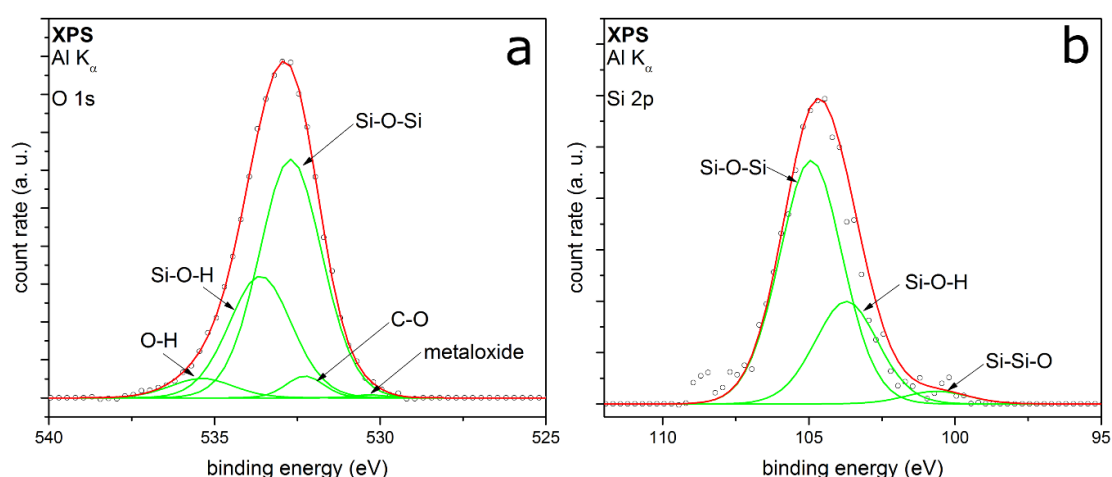 a
XPS
Al Kα
O 1s
Si-O-Si
Si-O-H
O-H
C-O
metaloxide
count rate (a. u.)
540 535 530 525
binding energy (eV)
b
XPS
Al Kα
Si 2p
Si-O-Si
Si-O-H
Si-Si-O
count rate (a. u.)
110 105 100 95
binding energy (eV)